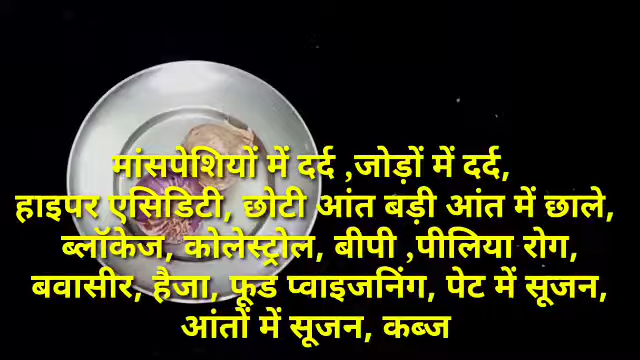 मांसपेशियों में दर्द ,जोड़ों में दर्द,
हाइपर एसिडिटी, छोटी आंत बड़ी आंत में छाले,
ब्लॉकेज, कोलेस्ट्रोल, बीपी ,पीलिया रोग,
बवासीर, हैजा, फूड प्वाइजनिंग, पेट में सूजन,
आंतों में सूजन, कब्ज